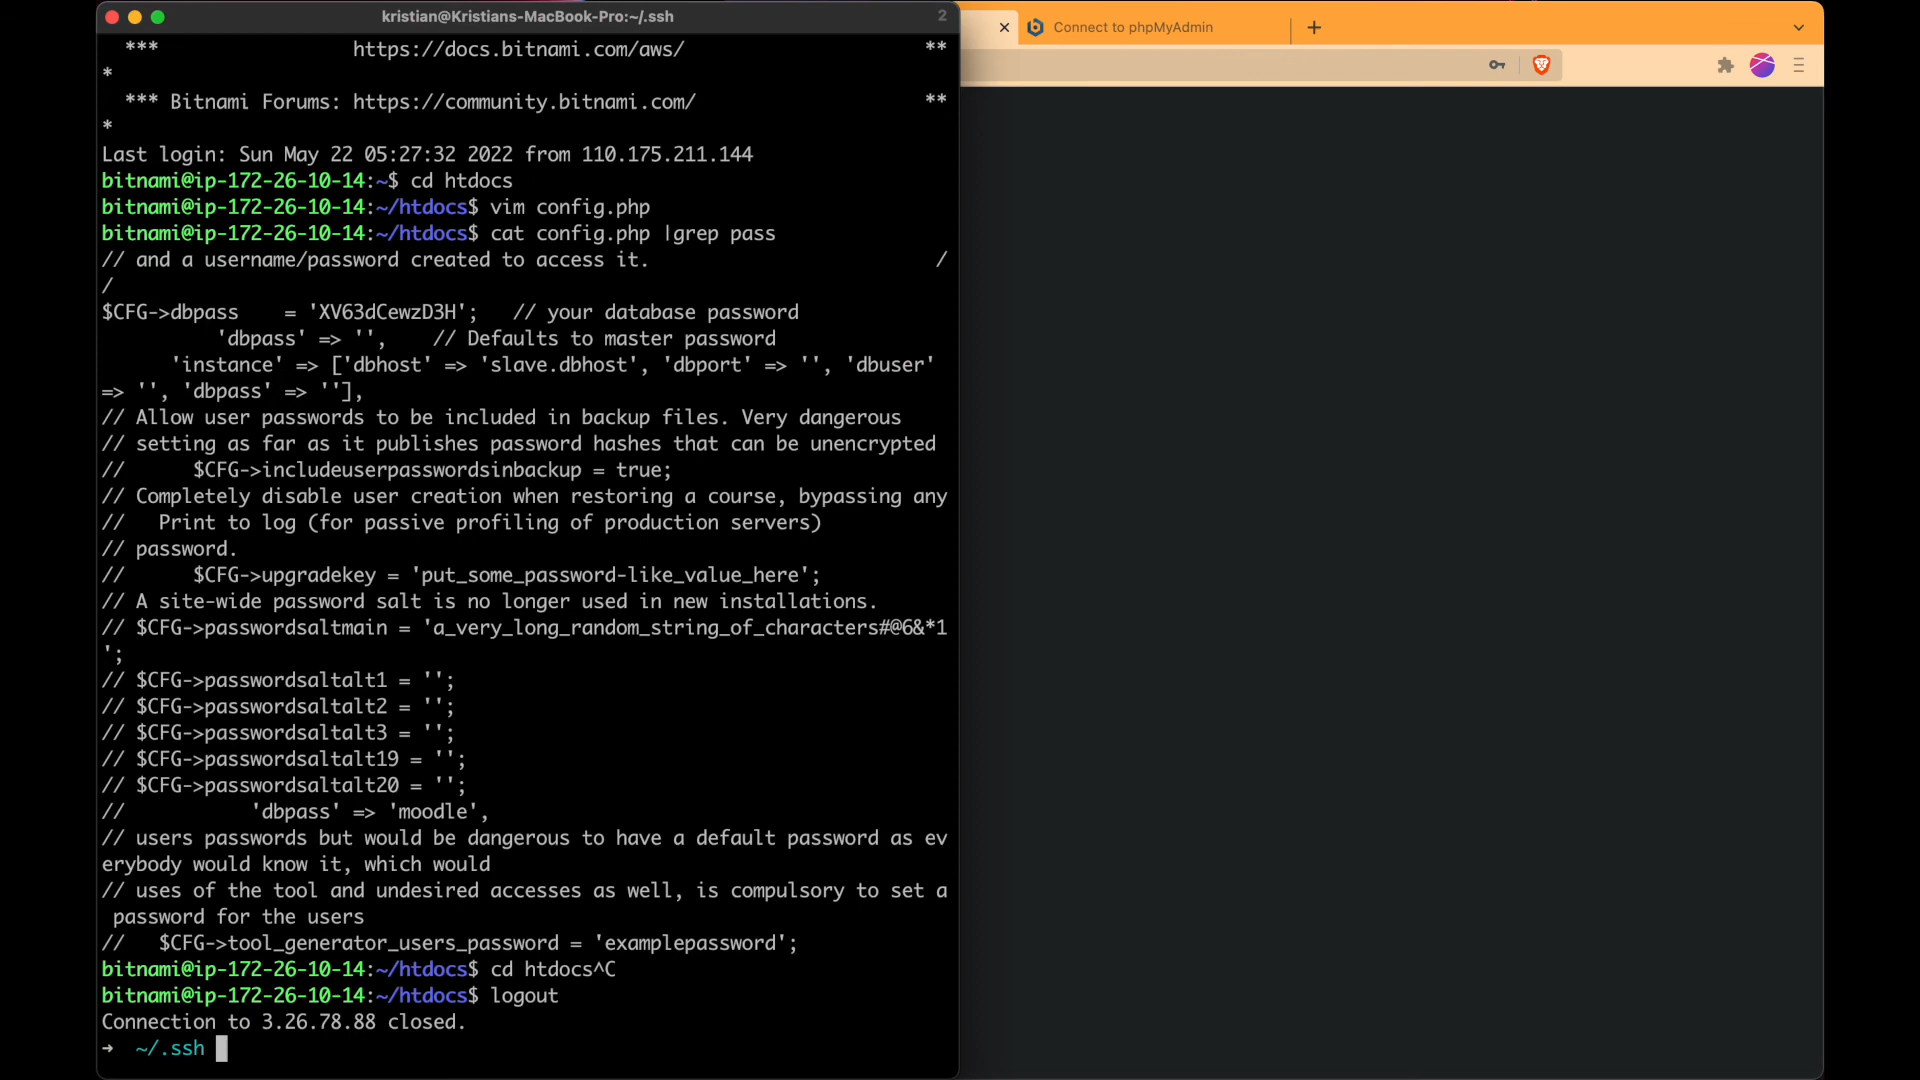 kristian@Kristians-MacBook-Pro:~/.ssh
2
Connect to phpMyAdmin
*** https://docs.bitnami.com/aws/ **
*
*** Bitnami Forums: https://community.bitnami.com/ **
*
Last login: Sun May 22 05:27:32 2022 from 110.175.211.144
bitnami@ip-172-26-10-14:~$ cd htdocs
bitnami@ip-172-26-10-14:~/htdocs$ vim config.php
bitnami@ip-172-26-10-14:~/htdocs$ cat config.php |grep pass
// and a username/password created to access it. /
/
$CFG->dbpass = 'XV63dCewzD3H'; // your database password
'dbpass' => '', // Defaults to master password
'instance' => ['dbhost' => 'slave.dbhost', 'dbport' => '', 'dbuser'
=> '', 'dbpass' => ''],
// Allow user passwords to be included in backup files. Very dangerous
// setting as far as it publishes password hashes that can be unencrypted
// $CFG->includeuserpasswordsinbackup = true;
// Completely disable user creation when restoring a course, bypassing any
// Print to log (for passive profiling of production servers)
// password.
// $CFG->upgradekey = 'put_some_password-like_value_here';
// A site-wide password salt is no longer used in new installations.
// $CFG->passwordsaltmain = 'a_very_long_random_string_of_characters#@6&*1
';
// $CFG->passwordsaltalt1 = '';
// $CFG->passwordsaltalt2 = '';
// $CFG->passwordsaltalt3 = '';
// $CFG->passwordsaltalt19 = '';
// $CFG->passwordsaltalt20 = '';
// 'dbpass' => 'moodle',
// users passwords but would be dangerous to have a default password as ev
erybody would know it, which would
// uses of the tool and undesired accesses as well, is compulsory to set a
password for the users
// $CFG->tool_generator_users_password = 'examplepassword';
bitnami@ip-172-26-10-14:~/htdocs$ cd htdocs^C
bitnami@ip-172-26-10-14:~/htdocs$ logout
Connection to 3.26.78.88 closed.
➜ ~/.ssh